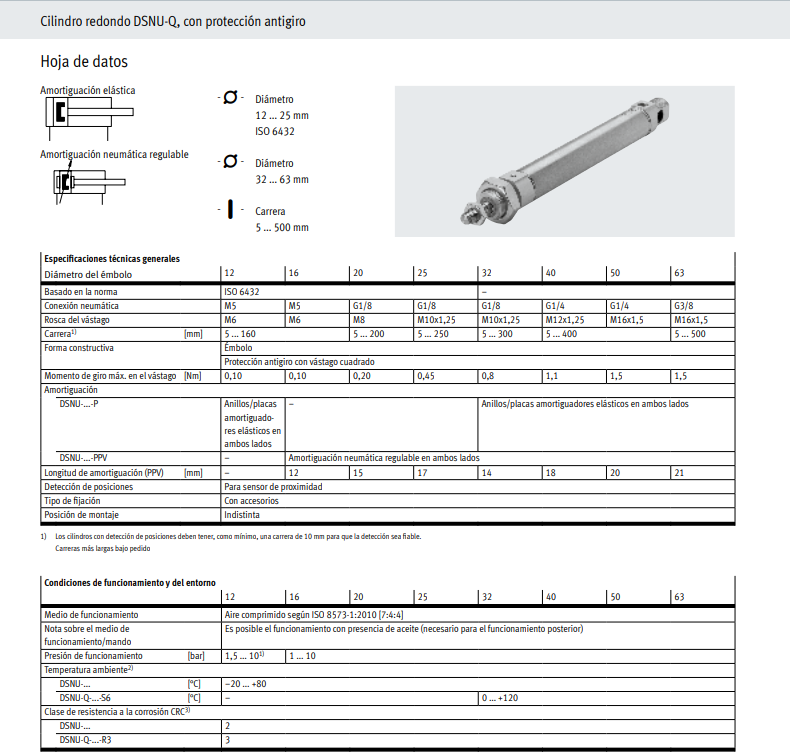 Cilindro redondo DSNU-Q, con protección antigiro
Hoja de datos
Amortiguación elástica
Diámetro
12 ... 25 mm
ISO 6432
Amortiguación neumática regulable
Diámetro
32 ... 63 mm
Carrera
5 ... 500 mm
Especificaciones técnicas generales
Diámetro del émbolo 12 16 20 25 32 40 50 63
Basado en la norma ISO 6432 –
Conexión neumática M5 M5 G1/8 G1/8 G1/8 G1/4 G1/4 G3/8
Rosca del vástago M6 M6 M8 M10x1,25 M10x1,25 M12x1,25 M16x1,5 M16x1,5
Carrera1) [mm] 5 ... 160 5 ... 200 5 ... 250 5 ... 300 5 ... 400 5 ... 500
Forma constructiva Émbolo
Protección antigiro con vástago cuadrado
Momento de giro máx. en el vástago [Nm] 0,10 0,10 0,20 0,45 0,8 1,1 1,5 1,5
Amortiguación
DSNU-...-P Anillos/placas – Anillos/placas amortiguadores elásticos en ambos lados
amortiguado-
res elásticos en
ambos lados
DSNU-...-PPV – Amortiguación neumática regulable en ambos lados
Longitud de amortiguación (PPV) [mm] – 12 15 17 14 18 20 21
Detección de posiciones Para sensor de proximidad
Tipo de fijación Con accesorios
Posición de montaje Indistinta
1) Los cilindros con detección de posiciones deben tener, como mínimo, una carrera de 10 mm para que la detección sea fiable.
Carreras más largas bajo pedido
Condiciones de funcionamiento y del entorno
12 16 20 25 32 40 50 63
Medio de funcionamiento Aire comprimido según ISO 8573-1:2010 [7:4:4]
Nota sobre el medio de Es posible el funcionamiento con presencia de aceite (necesario para el funcionamiento posterior)
funcionamiento/mando
Presión de funcionamiento [bar] 1,5 ... 101) 1 ... 10
Temperatura ambiente2)
DSNU-... [°C] –20 ... +80
DSNU-Q-...-S6 [°C] – 0 ... +120
Clase de resistencia a la corrosión CRC3)
DSNU-... 2
DSNU-Q-...-R3 3